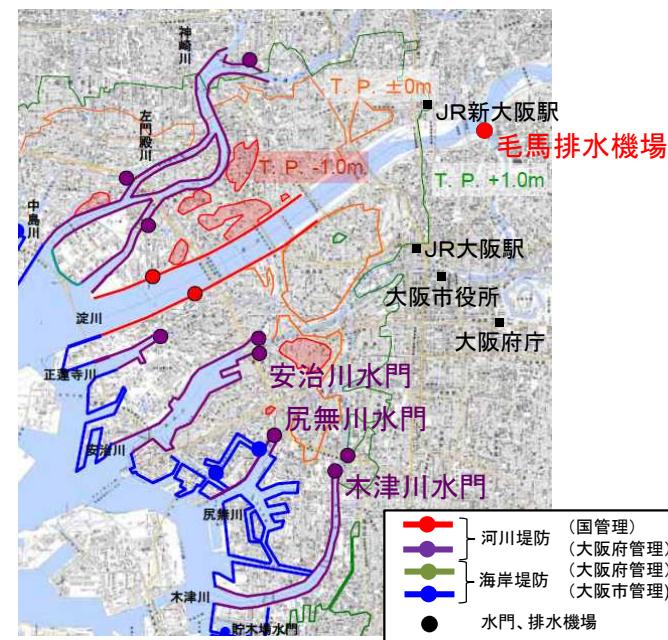 神崎川
T. P. ±0m
JR新大阪駅
左門殿川
毛馬排水機場
T. P. -1.0m
T. P. +1.0m
中島川
JR大阪駅
大阪市役所
淀川
大阪府庁
正蓮寺川
安治川水門
尻無川水門
安治川
木津川水門
尻無川
木津川
貯木場水門
河川堤防
（国管理）
（大阪府管理）
海岸堤防
（大阪府管理）
（大阪市管理）
水門、排水機場